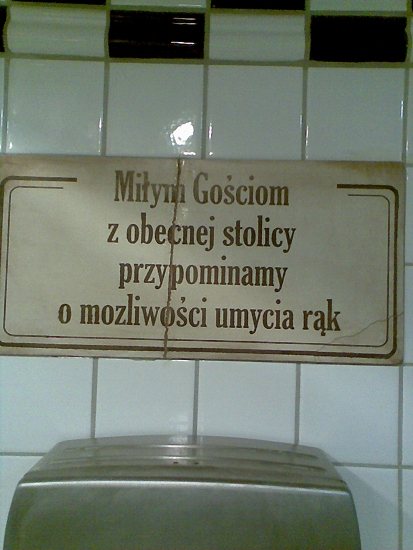 Miłym Gościom
z obecnej stolicy
przypominamy
o mozliwości umycia rąk